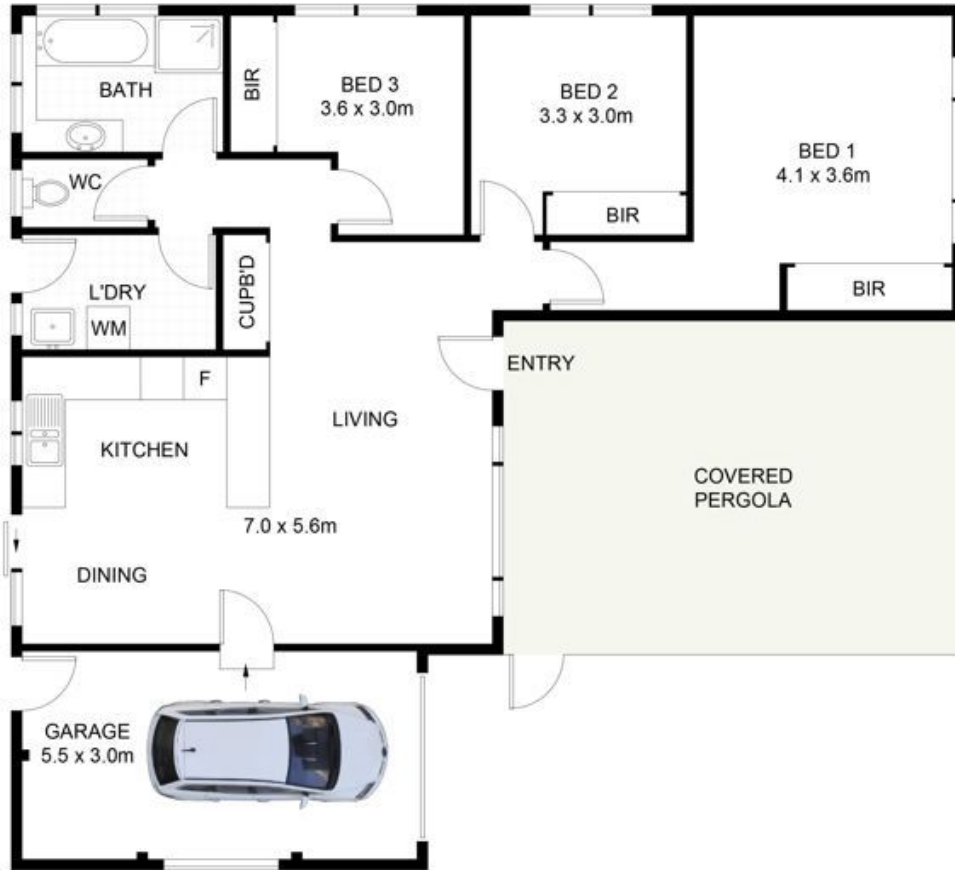 BATH
BIR
BED 3
3.6 x 3.0m
BED 2
3.3 x 3.0m
BED 1
4.1 x 3.6m
WC
BIR
L'DRY
WM
CUPB'D
BIR
F
ENTRY
LIVING
KITCHEN
COVERED
PERGOLA
7.0 x 5.6m
DINING
GARAGE
5.5 x 3.0m